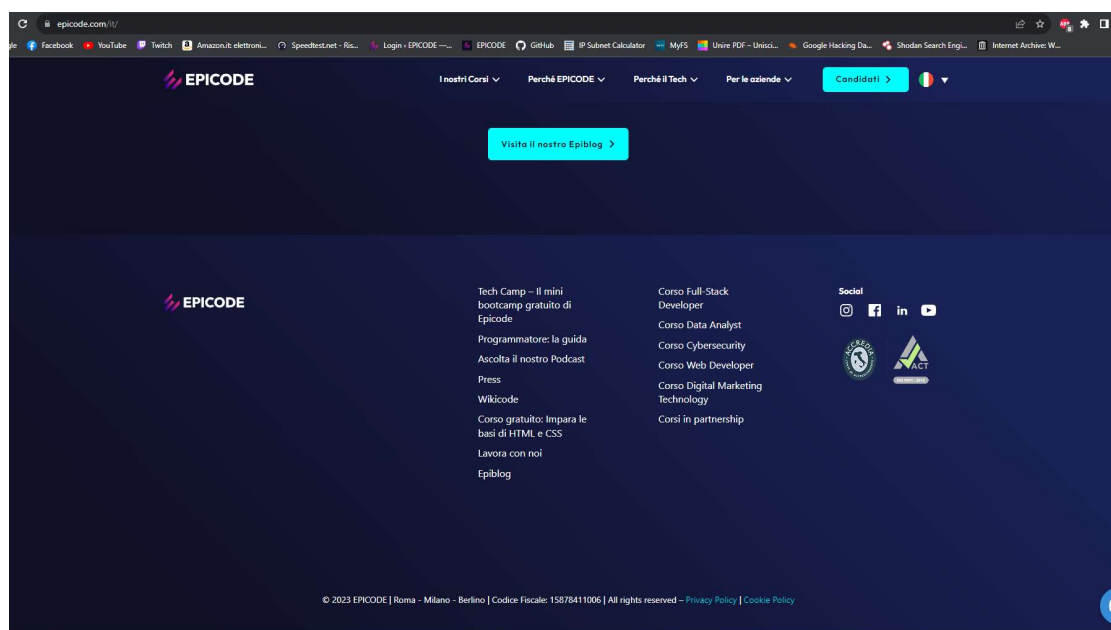 epicode.com/it/
gle Facebook YouTube Twitch Amazon.it: elettroni... Speedtest.net - Ris... Login ‹ EPICODE —... EPICODE GitHub IP Subnet Calculator MyFS Unire PDF – Unisci... Google Hacking Da... Shodan Search Engi... Internet Archive: W...
EPICODE I nostri Corsi Perché EPICODE Perché il Tech Per le aziende Candidati
Visita il nostro Epiblog
EPICODE
Tech Camp – Il mini
bootcamp gratuito di
Epicode
Programmatore: la guida
Ascolta il nostro Podcast
Press
Wikicode
Corso gratuito: Impara le
basi di HTML e CSS
Lavora con noi
Epiblog
Corso Full-Stack
Developer
Corso Data Analyst
Corso Cybersecurity
Corso Web Developer
Corso Digital Marketing
Technology
Corsi in partnership
Social
in
ACCREDIA
ACT
© 2023 EPICODE | Roma - Milano - Berlino | Codice Fiscale: 15878411006 | All rights reserved – Privacy Policy | Cookie Policy